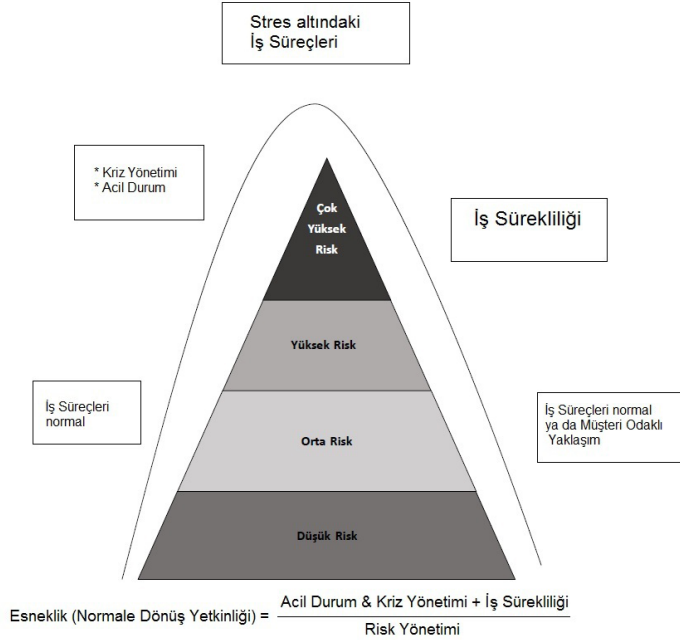 Stres altındaki
İş Süreçleri
* Kriz Yönetimi
* Acil Durum
Çok
Yüksek
Risk
İş Sürekliliği
Yüksek Risk
İş Süreçleri
normal
İş Süreçleri normal
ya da Müşteri Odaklı
Yaklaşım
Orta Risk
Düşük Risk
Esneklik (Normale Dönüş Yetkinliği) =
Acil Durum & Kriz Yönetimi + İş Sürekliliği
Risk Yönetimi